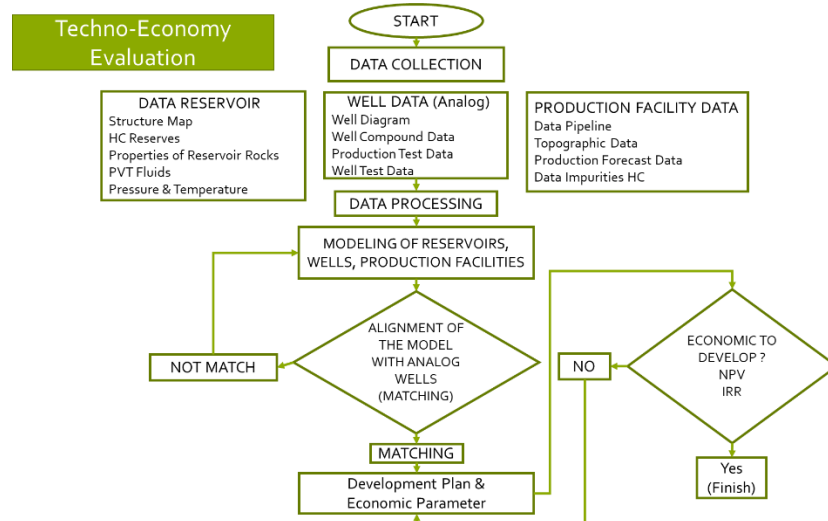 Techno-Economy
Evaluation
START
DATA COLLECTION
DATA RESERVOIR
Structure Map
HC Reserves
Properties of Reservoir Rocks
PVT Fluids
Pressure & Temperature
WELL DATA (Analog)
Well Diagram
Well Compound Data
Production Test Data
Well Test Data
PRODUCTION FACILITY DATA
Data Pipeline
Topographic Data
Production Forecast Data
Data Impurities HC
DATA PROCESSING
MODELING OF RESERVOIRS,
WELLS, PRODUCTION FACILITIES
ALIGNMENT OF
THE MODEL
WITH ANALOG
WELLS
(MATCHING)
NOT MATCH
MATCHING
Development Plan &
Economic Parameter
ECONOMIC TO
DEVELOP ?
NPV
IRR
NO
Yes
(Finish)